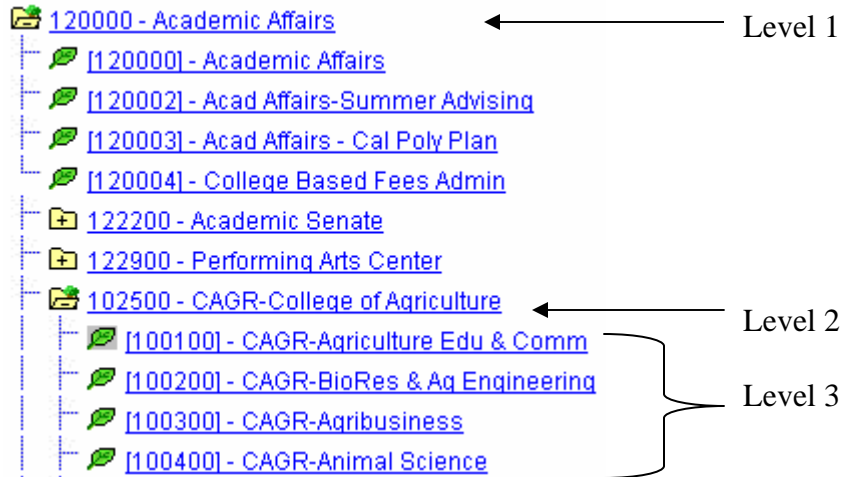 120000 - Academic Affairs Level 1
[120000] - Academic Affairs
[120002] - Acad Affairs-Summer Advising
[120003] - Acad Affairs - Cal Poly Plan
[120004] - College Based Fees Admin
122200 - Academic Senate
122900 - Performing Arts Center
102500 - CAGR-College of Agriculture Level 2
[100100] - CAGR-Agriculture Edu & Comm
[100200] - CAGR-BioRes & Ag Engineering Level 3
[100300] - CAGR-Agribusiness
[100400] - CAGR-Animal Science